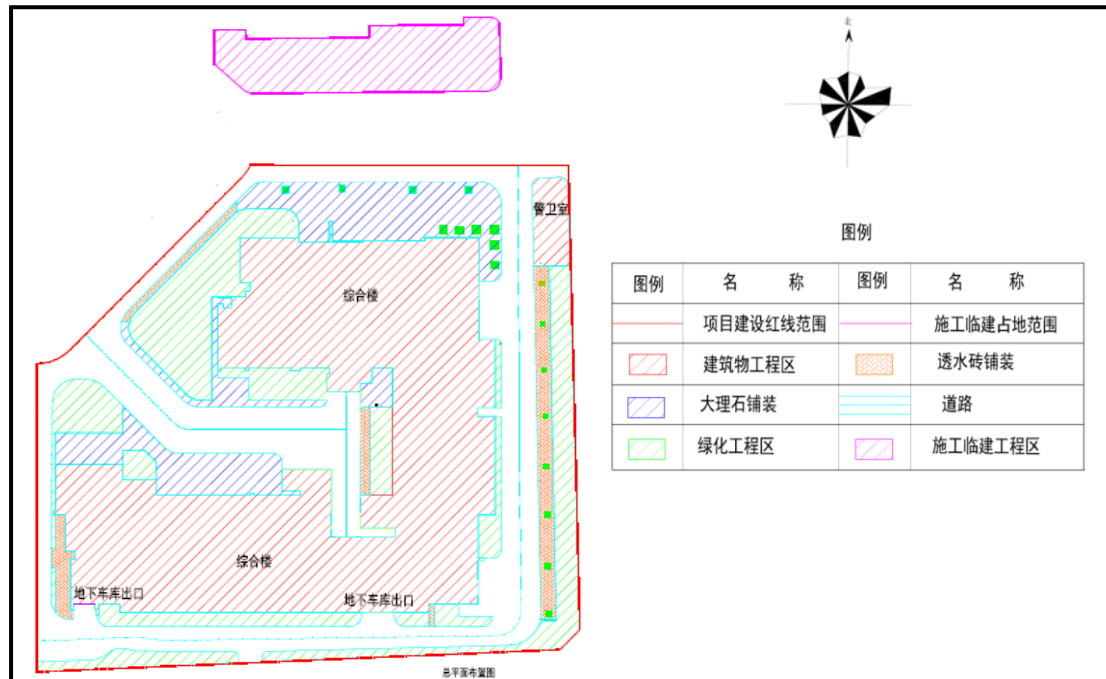 北
警卫室
综合楼
综合楼
地下车库出口
地下车库出口
总平面布置图
图例
图例 名 称 图例 名 称
项目建设红线范围 施工临建占地范围
建筑物工程区 透水砖铺装
大理石铺装 道路
绿化工程区 施工临建工程区